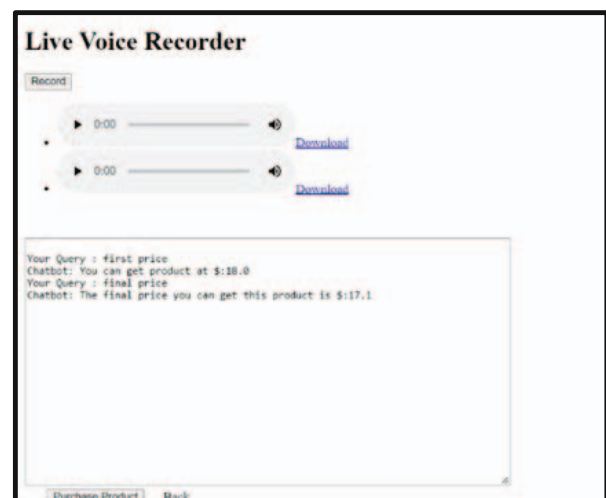 Live Voice Recorder
Record
0:00
Download
0:00
Download
Your Query : first price
Chatbot: You can get product at $:18.0
Your Query : final price
Chatbot: The final price you can get this product is $:17.1
Purchase Product Back